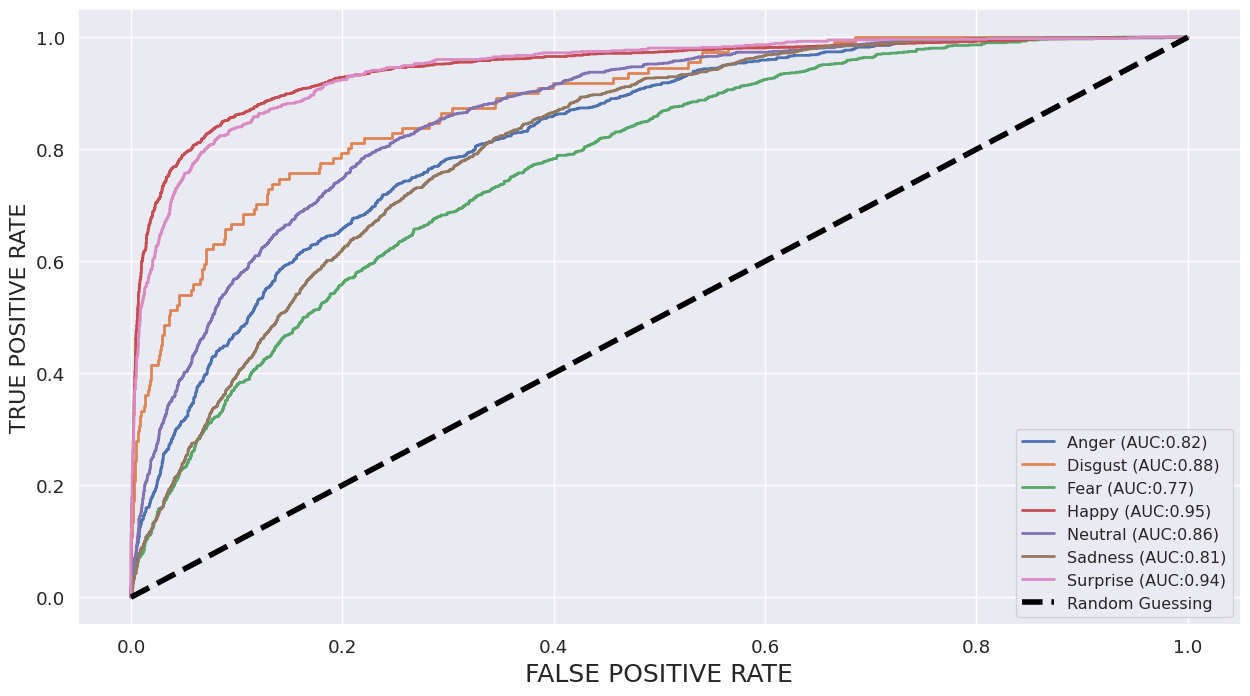 1.0
0.8
0.6
0.4
0.2
0.0
TRUE POSITIVE RATE
Anger (AUC:0.82)
Disgust (AUC:0.88)
Fear (AUC:0.77)
Happy (AUC:0.95)
Neutral (AUC:0.86)
Sadness (AUC:0.81)
Surprise (AUC:0.94)
Random Guessing
0.0 0.2 0.4 0.6 0.8 1.0
FALSE POSITIVE RATE